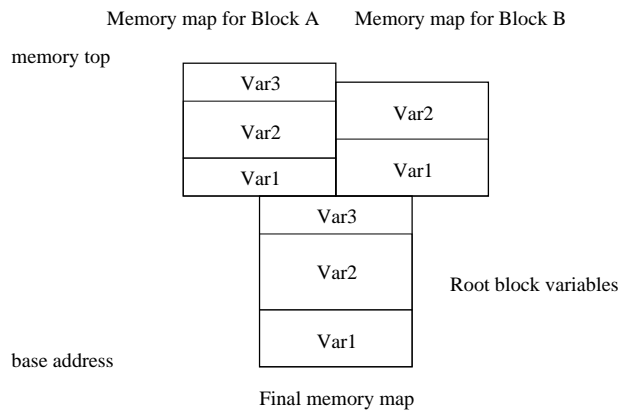 Memory map for Block A Memory map for Block B
memory top
Var3
Var2
Var2
Var1
Var1
Var3
Var2
Root block variables
Var1
base address
Final memory map